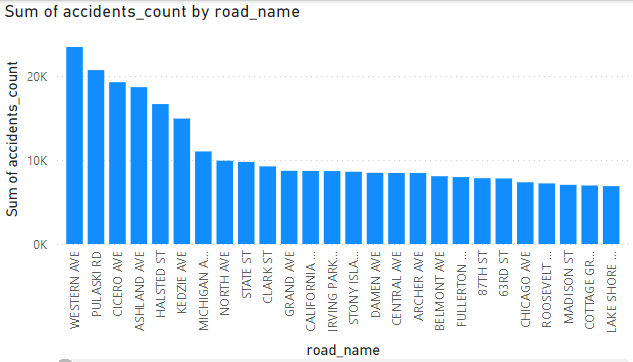 Sum of accidents_count by road_name
Sum of accidents_count
20K
10K
0K
WESTERN AVE
PULASKI RD
CICERO AVE
ASHLAND AVE
HALSTED ST
KEDZIE AVE
MICHIGAN A...
NORTH AVE
STATE ST
CLARK ST
GRAND AVE
CALIFORNIA ...
IRVING PARK...
STONY ISLA...
DAMEN AVE
CENTRAL AVE
ARCHER AVE
BELMONT AVE
FULLERTON ...
87TH ST
63RD ST
CHICAGO AVE
ROOSEVELT ...
MADISON ST
COTTAGE GR...
LAKE SHORE ...
road_name